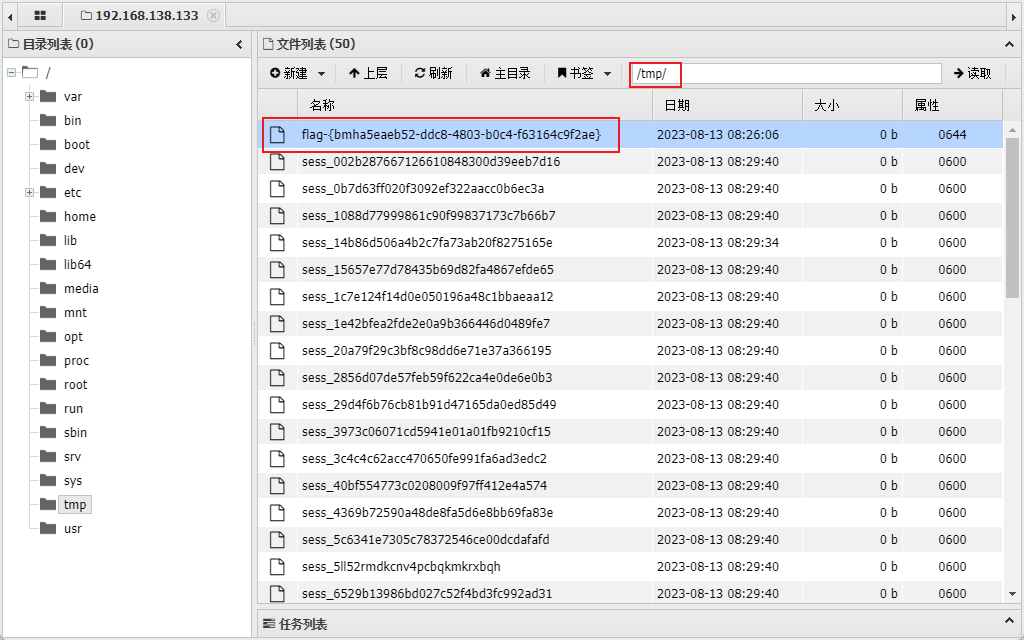 192.168.138.133
目录列表 (0)
/
var
bin
boot
dev
etc
home
lib
lib64
media
mnt
opt
proc
root
run
sbin
srv
sys
tmp
usr
文件列表 (50)
新建 上层 刷新 主目录 书签 /tmp/ 读取
名称 日期 大小 属性
flag-{bmha5eaeb52-ddc8-4803-b0c4-f63164c9f2ae} 2023-08-13 08:26:06 0 b 0644
sess_002b287667126610848300d39eeb7d16 2023-08-13 08:29:40 0 b 0600
sess_0b7d63ff020f3092ef322aacc0b6ec3a 2023-08-13 08:29:40 0 b 0600
sess_1088d77999861c90f99837173c7b66b7 2023-08-13 08:29:40 0 b 0600
sess_14b86d506a4b2c7fa73ab20f8275165e 2023-08-13 08:29:34 0 b 0600
sess_15657e77d78435b69d82fa4867efde65 2023-08-13 08:29:40 0 b 0600
sess_1c7e124f14d0e050196a48c1bbaeaa12 2023-08-13 08:29:40 0 b 0600
sess_1e42bfea2fde2e0a9b366446d0489fe7 2023-08-13 08:29:40 0 b 0600
sess_20a79f29c3bf8c98dd6e71e37a366195 2023-08-13 08:29:40 0 b 0600
sess_2856d07de57feb59f622ca4e0de6e0b3 2023-08-13 08:29:40 0 b 0600
sess_29d4f6b76cb81b91d47165da0ed85d49 2023-08-13 08:29:40 0 b 0600
sess_3973c06071cd5941e01a01fb9210cf15 2023-08-13 08:29:40 0 b 0600
sess_3c4c4c62acc470650fe991fa6ad3edc2 2023-08-13 08:29:40 0 b 0600
sess_40bf554773c0208009f97ff412e4a574 2023-08-13 08:29:40 0 b 0600
sess_4369b72590a48de8fa5d6e8bb69fa83e 2023-08-13 08:29:40 0 b 0600
sess_5c6341e7305c78372546ce00dcdafafd 2023-08-13 08:29:40 0 b 0600
sess_5ll52rmdkcnv4pcbqkmkrxbqh 2023-08-13 08:29:40 0 b 0600
sess_6529b13986bd027c52f4bd3fc992ad31 2023-08-13 08:29:40 0 b 0600
任务列表